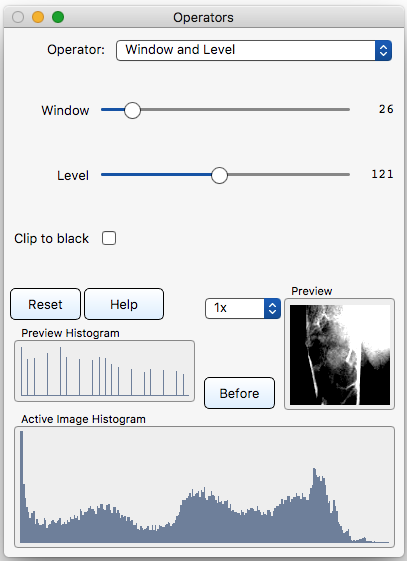 Operators
Operator: Window and Level
Window 26
Level 121
Clip to black
Reset Help 1x Preview
Preview Histogram
Before
Active Image Histogram